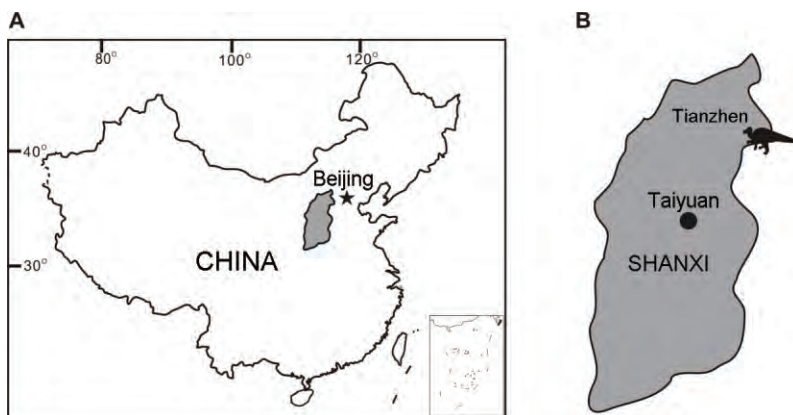 A
80°
100°
120°
40°
30°
Beijing
CHINA
B
Tianzhen
Taiyuan
SHANXI